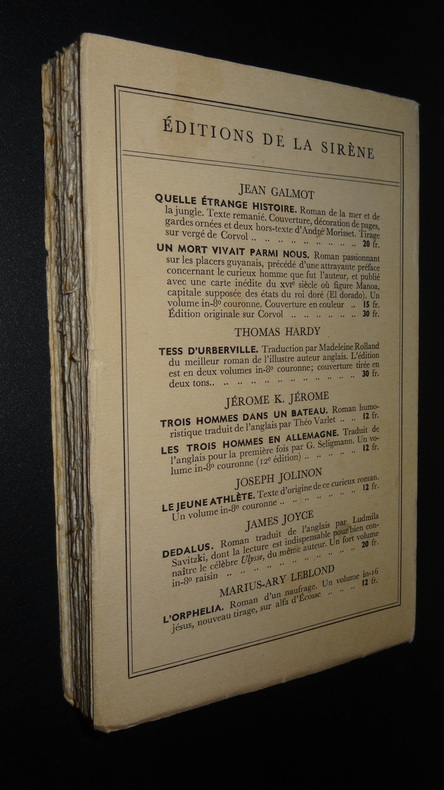 ÉDITIONS DE LA SIRÈNE
JEAN GALMOT
QUELLE ÉTRANGE HISTOIRE. Roman de la mer et de
la jungle. Texte remanié. Couverture, décoration de pages,
gardes ornées et deux hors-texte d'André Morisset. Tirage
sur vergé de Corvol .. .. .. .. .. .. .. .. .. 20 fr.
UN MORT VIVAIT PARMI NOUS. Roman passionnant
sur les placers guyanais, précédé d'une attrayante préface
concernant le curieux homme que fut l'auteur, et publié
avec une carte inédite du XVIe siècle où figure Manoa,
capitale supposée des états du roi doré (El dorado). Un
volume in-8º couronne. Couverture en couleur .. 15 fr.
Édition originale sur Corvol .. .. .. .. .. .. 30 fr.
THOMAS HARDY
TESS D'URBERVILLE. Traduction par Madeleine Rolland
du meilleur roman de l'illustre auteur anglais. L'édition
est en deux volumes in-8º couronne; couverture tirée en
deux tons.. .. .. .. .. .. .. .. .. .. .. 30 fr.
JÉROME K. JÉROME
TROIS HOMMES DANS UN BATEAU. Roman humo-
ristique traduit de l'anglais par Théo Varlet .. .. 12 fr.
LES TROIS HOMMES EN ALLEMAGNE. Traduit de
l'anglais pour la première fois par G. Seligmann. Un vo-
lume in-8º couronne (12e édition) .. .. .. .. .. 12 fr.
JOSEPH JOLINON
LE JEUNE ATHLÈTE. Texte d'origine de ce curieux roman.
Un volume in-8º couronne .. .. .. .. .. .. .. 12 fr.
JAMES JOYCE
DEDALUS. Roman traduit de l'anglais par Ludmila
Savitzki, dont la lecture est indispensable pour bien con-
naître le célèbre Ulysse, du même auteur. Un fort volume
in-8º raisin .. .. .. .. .. .. .. .. .. .. 20 fr.
MARIUS-ARY LEBLOND
L'ORPHELIA. Roman d'un naufrage. Un volume in-16
jésus, nouveau tirage, sur alfa d'Écosse .. .. .. 12 fr.